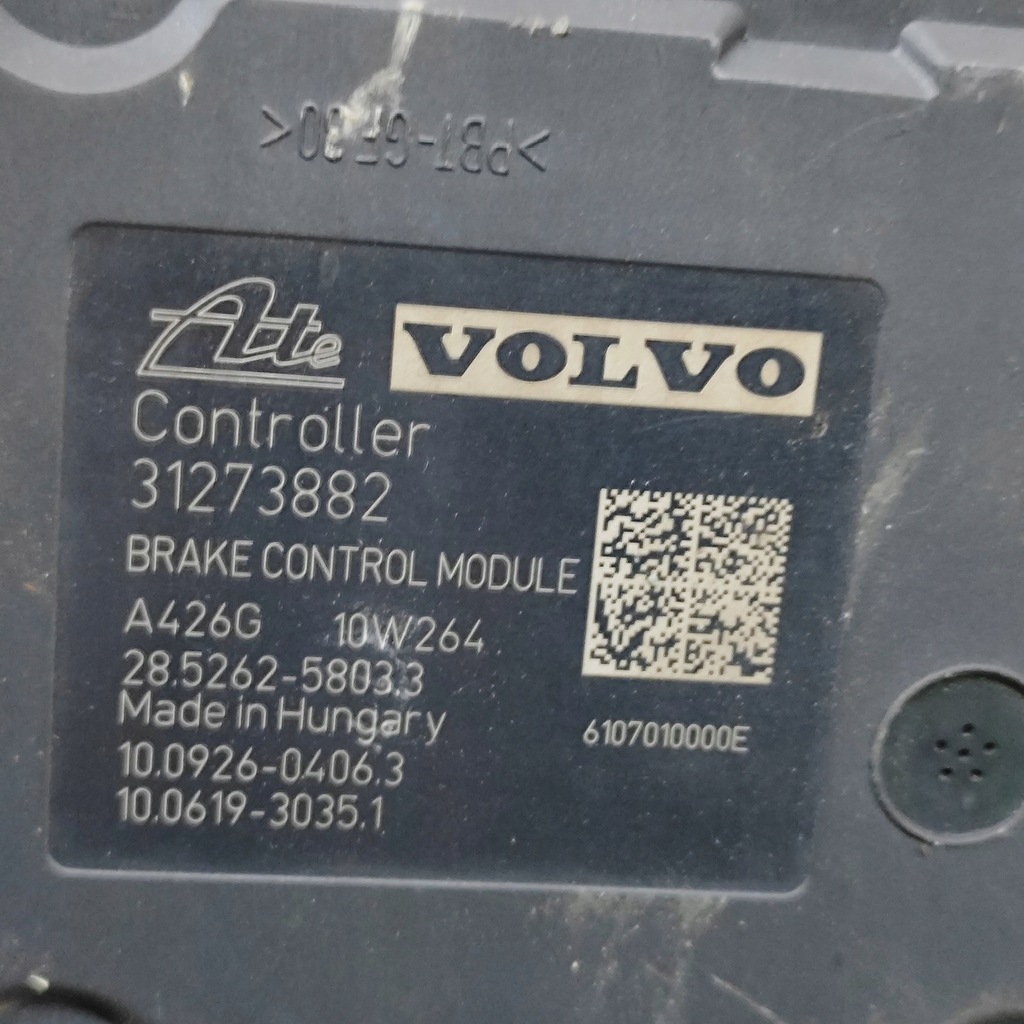 >PBT-GF30<
Ate VOLVO
Controller
31273882
BRAKE CONTROL MODULE
A426G 10W264
28.5262-5803.3
Made in Hungary
10.0926-0406.3
10.0619-3035.1
6107010000E